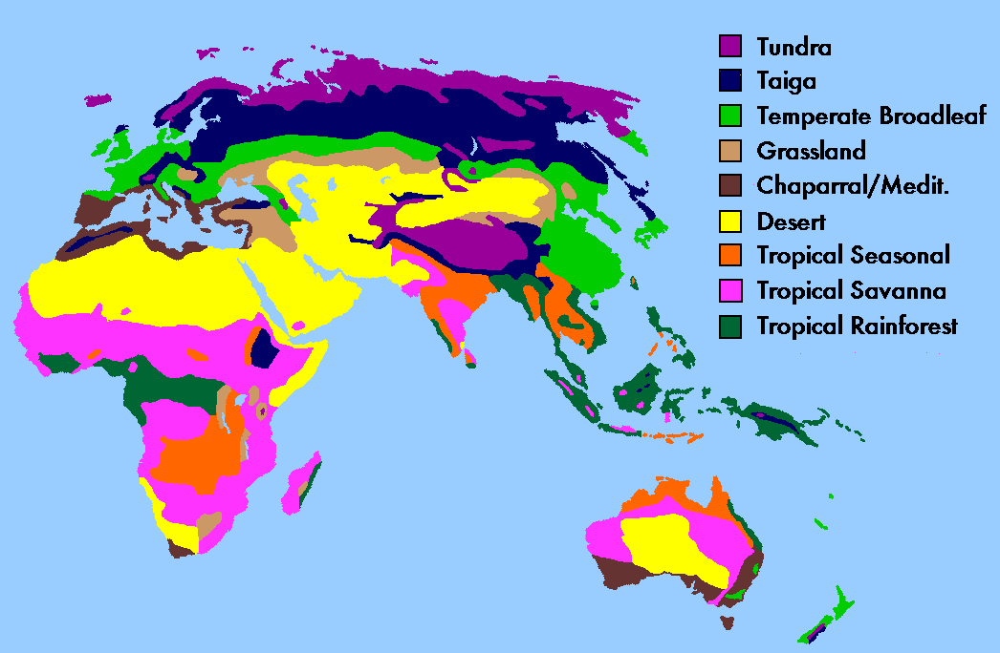 Tundra
Taiga
Temperate Broadleaf
Grassland
Chaparral/Medit.
Desert
Tropical Seasonal
Tropical Savanna
Tropical Rainforest